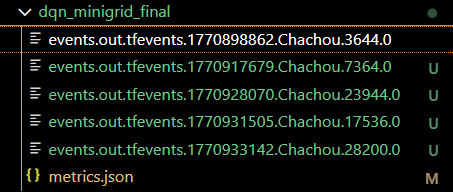 dqn_minigrid_final
events.out.tfevents.1770898862.Chachou.3644.0
events.out.tfevents.1770917679.Chachou.7364.0 U
events.out.tfevents.1770928070.Chachou.23944.0 U
events.out.tfevents.1770931505.Chachou.17536.0 U
events.out.tfevents.1770933142.Chachou.28200.0 U
{} metrics.json M